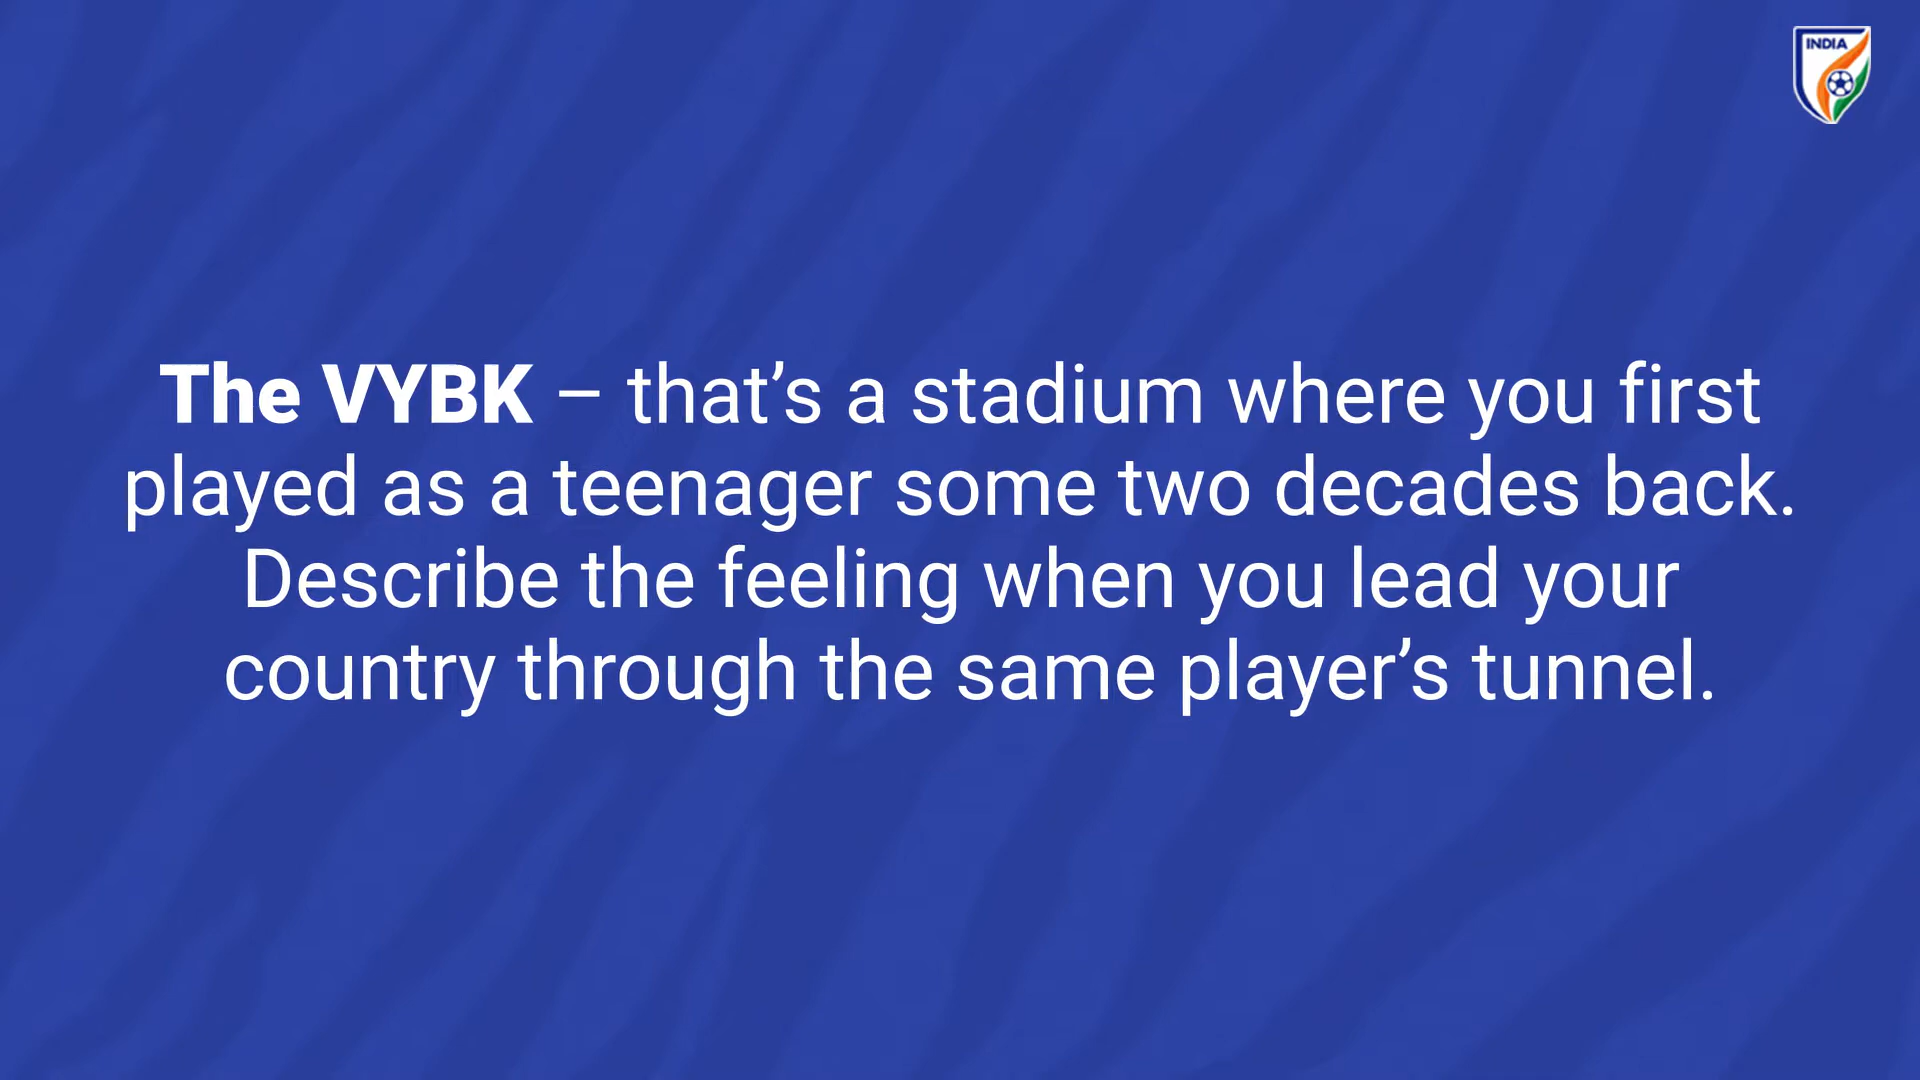 INDIA
The VYBK – that’s a stadium where you first
played as a teenager some two decades back.
Describe the feeling when you lead your
country through the same player’s tunnel.